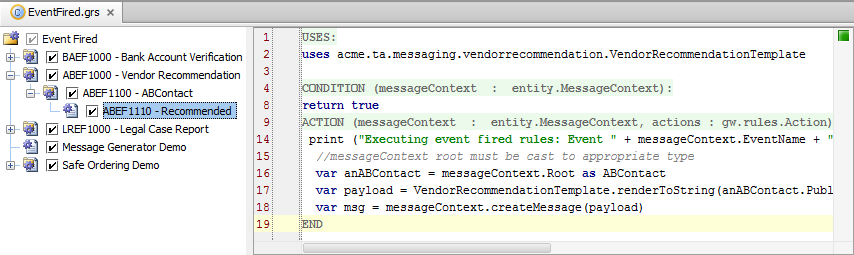 EventFired.grs ×
Event Fired
BAEF1000 - Bank Account Verification
ABEF1000 - Vendor Recommendation
ABEF1100 - ABContact
ABEF1110 - Recommended
LREF1000 - Legal Case Report
Message Generator Demo
Safe Ordering Demo
1 USES:
2 uses acme.ta.messaging.vendorrecommendation.VendorRecommendationTemplate
4 CONDITION (messageContext : entity.MessageContext):
8 return true
9 ACTION (messageContext : entity.MessageContext, actions : gv.rules.Action)
14 print ("Executing event fired rules: Event " + messageContext.EventName + "
15 //messageContext root must be cast to appropriate type
16 var anABContact = messageContext.Root as ABContact
17 var payload = VendorRecommendationTemplate.renderToString(anABContact.Publ
18 var msg = messageContext.createMessage(payload)
19 END